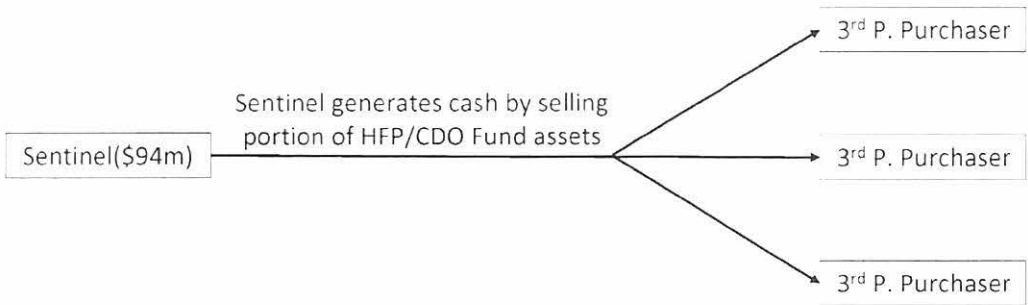 3rd P. Purchaser
Sentinel generates cash by selling
portion of HFP/CDO Fund assets
Sentinel($94m)
3rd P. Purchaser
3rd P. Purchaser